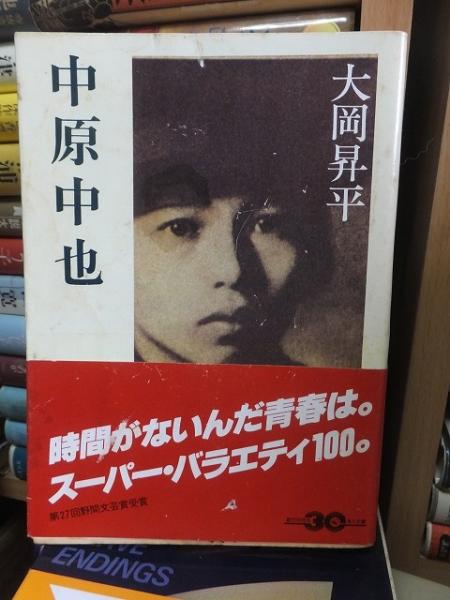 中原中也
大岡昇平
時間がないんだ青春は。
スーパー・バラエティ100。
第27回野間文芸賞受賞
ENDINGS